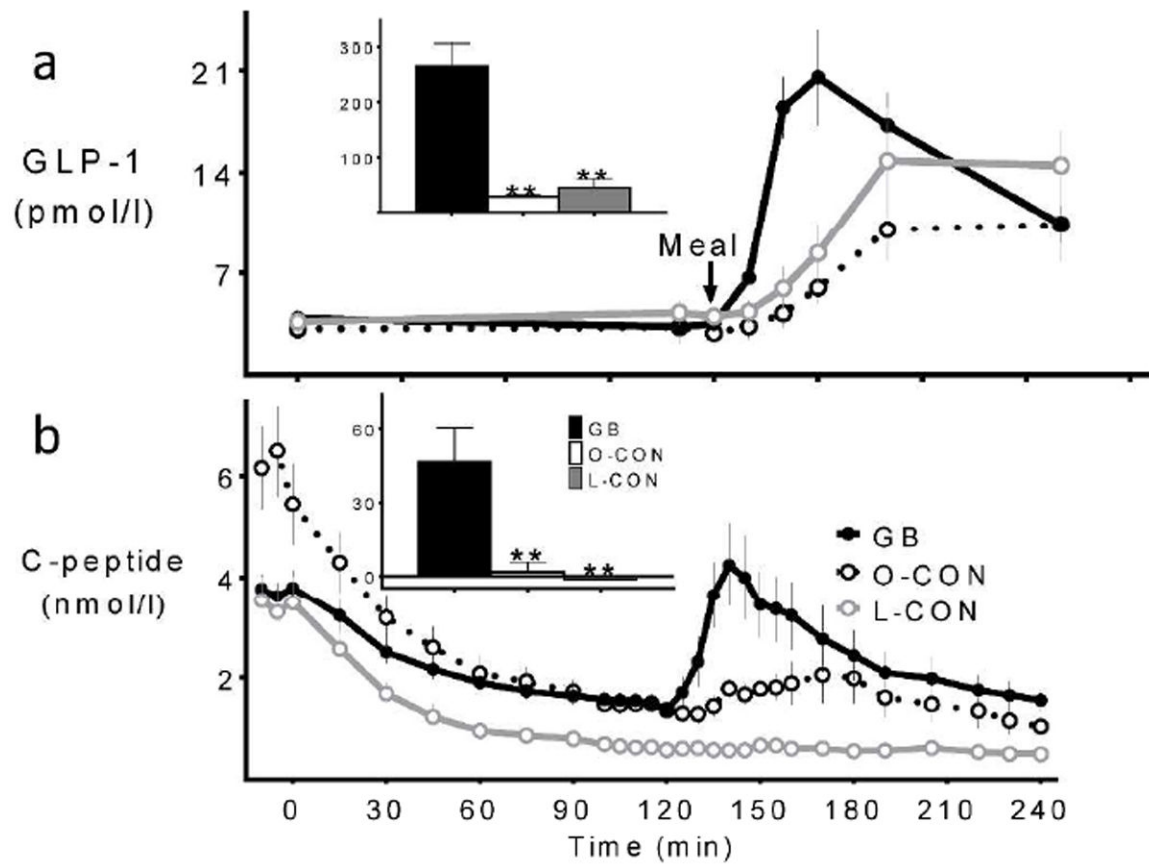 a
GLP-1
(pmol/l)
21
14
7
300
200
100
**
**
Meal
b
C-peptide
(nmol/l)
6
4
2
60
30
0
**
**
GB
O-CON
L-CON
GB
O-CON
L-CON
0 30 60 90 120 150 180 210 240
Time (min)